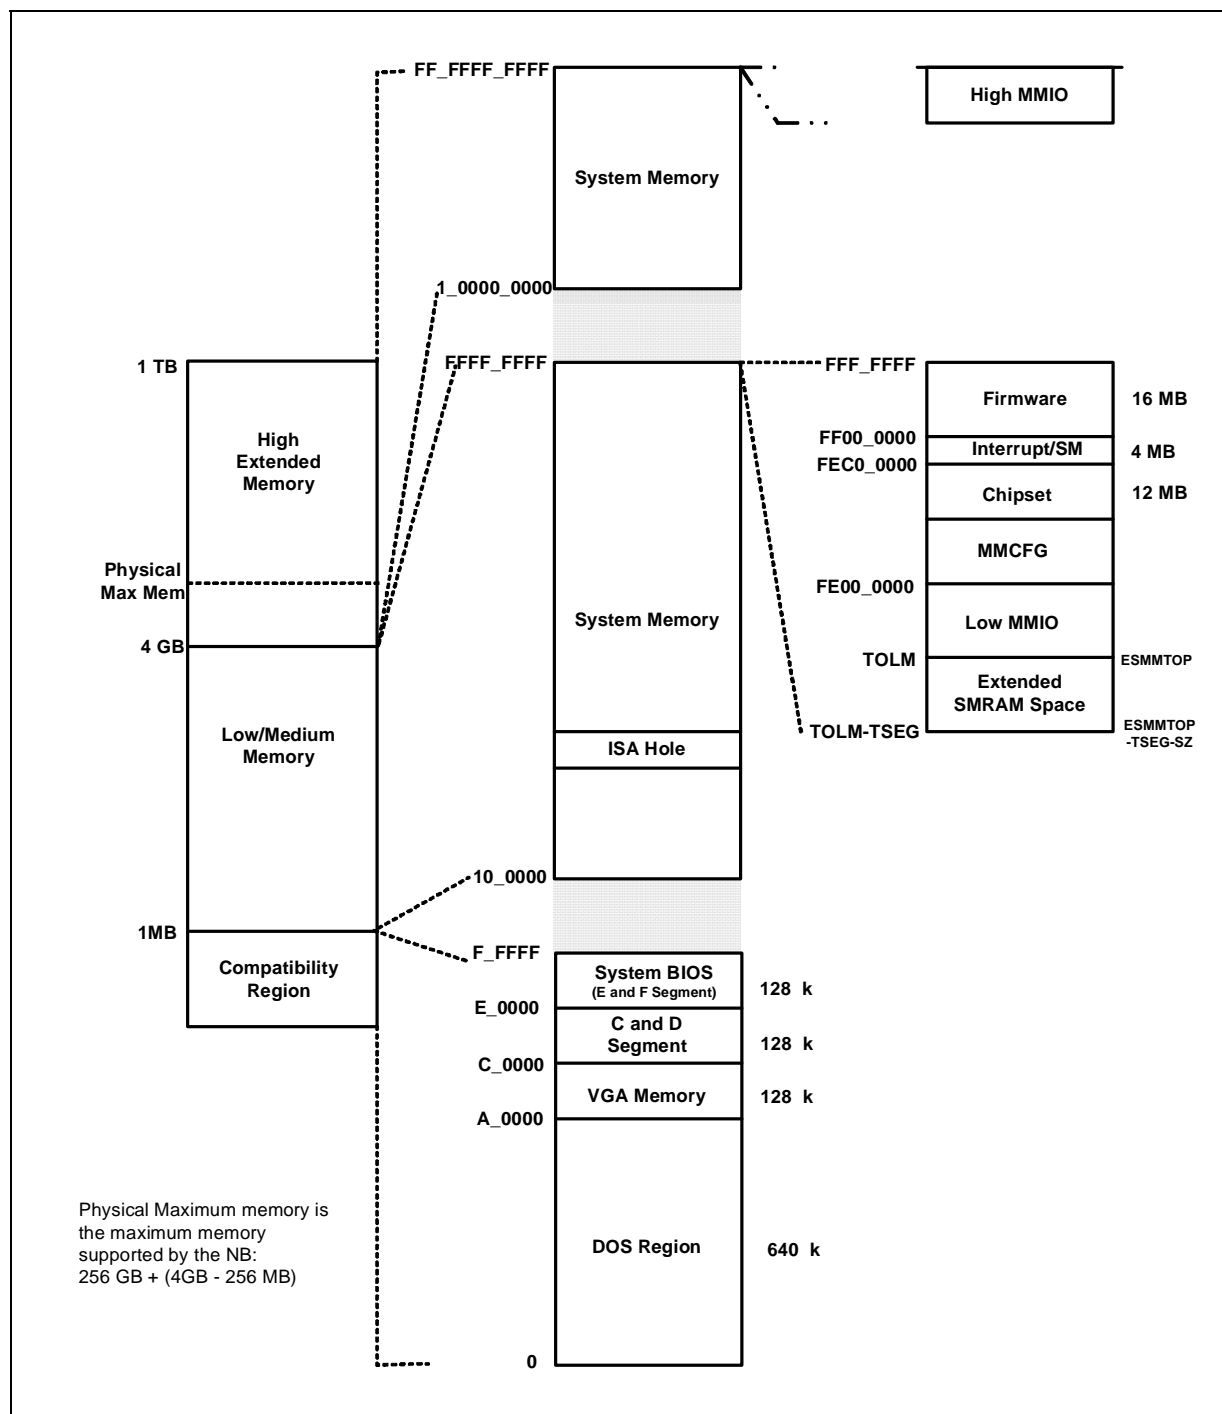 FF_FFFF_FFFF
High MMIO
System Memory
1_0000_0000
1 TB
FFFF_FFFF
FFF_FFFF
Firmware
16 MB
High
Extended
Memory
FF00_0000
Interrupt/SM
4 MB
FEC0_0000
Chipset
12 MB
MMCFG
Physical
Max Mem
FE00_0000
System Memory
Low MMIO
4 GB
TOLM
ESMMTOP
Extended
SMRAM Space
TOLM-TSEG
ESMMTOP
-TSEG-SZ
Low/Medium
Memory
ISA Hole
10_0000
1MB
F_FFFF
Compatibility
Region
System BIOS
(E and F Segment)
128 k
E_0000
C and D
Segment
128 k
C_0000
VGA Memory
128 k
A_0000
Physical Maximum memory is
the maximum memory
supported by the NB:
256 GB + (4GB - 256 MB)
DOS Region
640 k
0